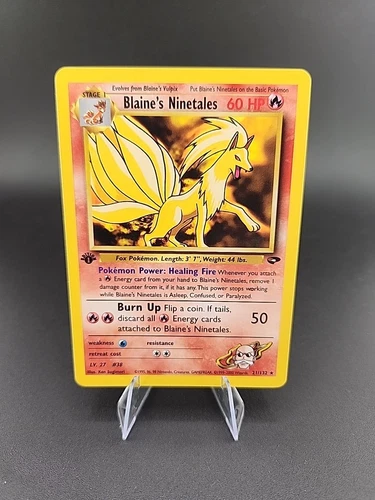 Evolves from Blaine's Vulpix Put Blaine's Ninetales on the Basic Pokémon
STAGE 1
Blaine's Ninetales 60 HP
Fox Pokémon. Length: 3' 7", Weight: 44 lbs.
Pokémon Power: Healing Fire Whenever you attach
a Energy card from your hand to Blaine's Ninetales, remove 1
damage counter from it, if it has any. This power stops working
while Blaine's Ninetales is Asleep, Confused, or Paralyzed.
Burn Up Flip a coin. If tails,
discard all Energy cards 50
attached to Blaine's Ninetales.
weakness resistance
retreat cost
LV. 27 #38
Illus. Ken Sugimori 21/132